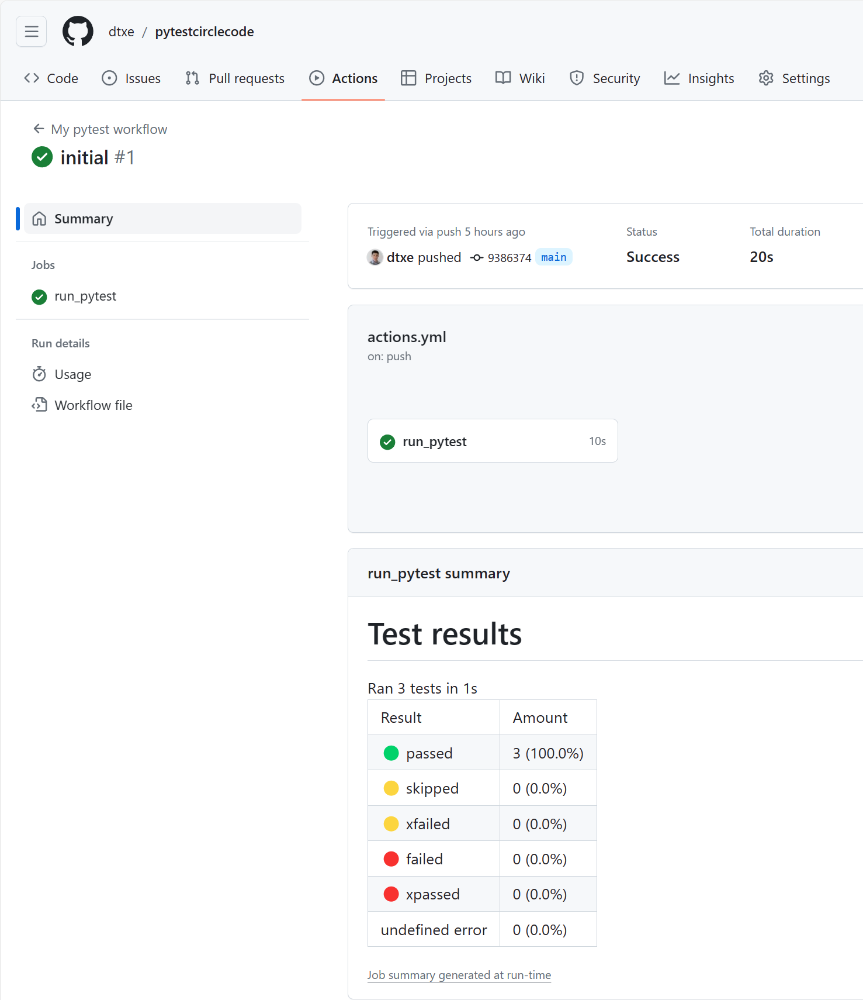 dtxe / pytestcirclecode
Code Issues Pull requests Actions Projects Wiki Security Insights Settings
My pytest workflow
initial #1
Summary
Jobs
run_pytest
Run details
Usage
Workflow file
Triggered via push 5 hours ago
dtxe pushed 9386374 main
Status
Success
Total duration
20s
actions.yml
on: push
run_pytest 10s
run_pytest summary
Test results
Ran 3 tests in 1s
Result Amount
passed 3 (100.0%)
skipped 0 (0.0%)
xfailed 0 (0.0%)
failed 0 (0.0%)
xpassed 0 (0.0%)
undefined error 0 (0.0%)
Job summary generated at run-time